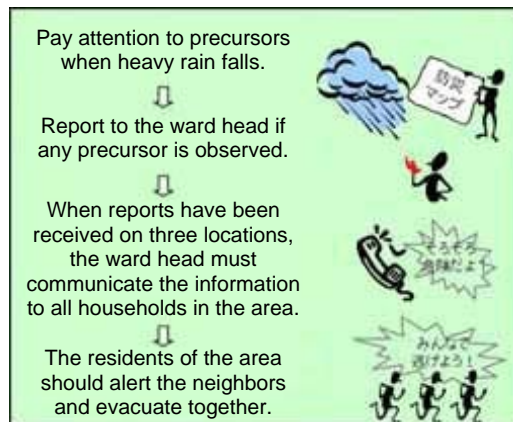 Pay attention to precursors
when heavy rain falls.
防災
マップ
Report to the ward head if
any precursor is observed.
When reports have been
received on three locations,
the ward head must
communicate the information
to all households in the area.
そろそろ
危険だよ!
The residents of the area
should alert the neighbors
and evacuate together.
みんなで
逃げよう!